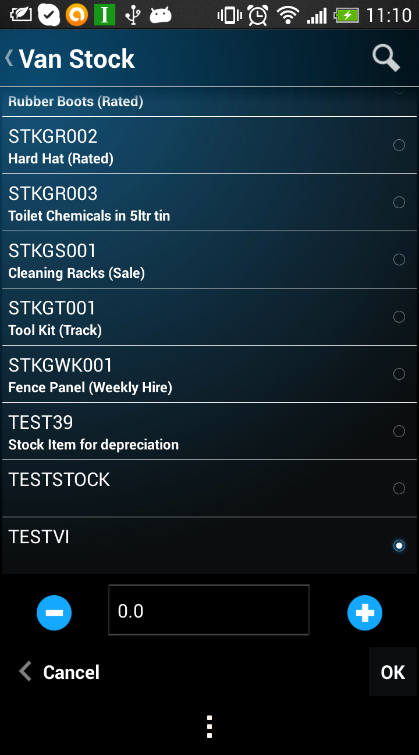 11:10
Van Stock
Rubber Boots (Rated)
STKGR002
Hard Hat (Rated)
STKGR003
Toilet Chemicals in 5ltr tin
STKGS001
Cleaning Racks (Sale)
STKGT001
Tool Kit (Track)
STKGWK001
Fence Panel (Weekly Hire)
TEST39
Stock Item for depreciation
TESTSTOCK
TESTVI
0.0
Cancel
OK